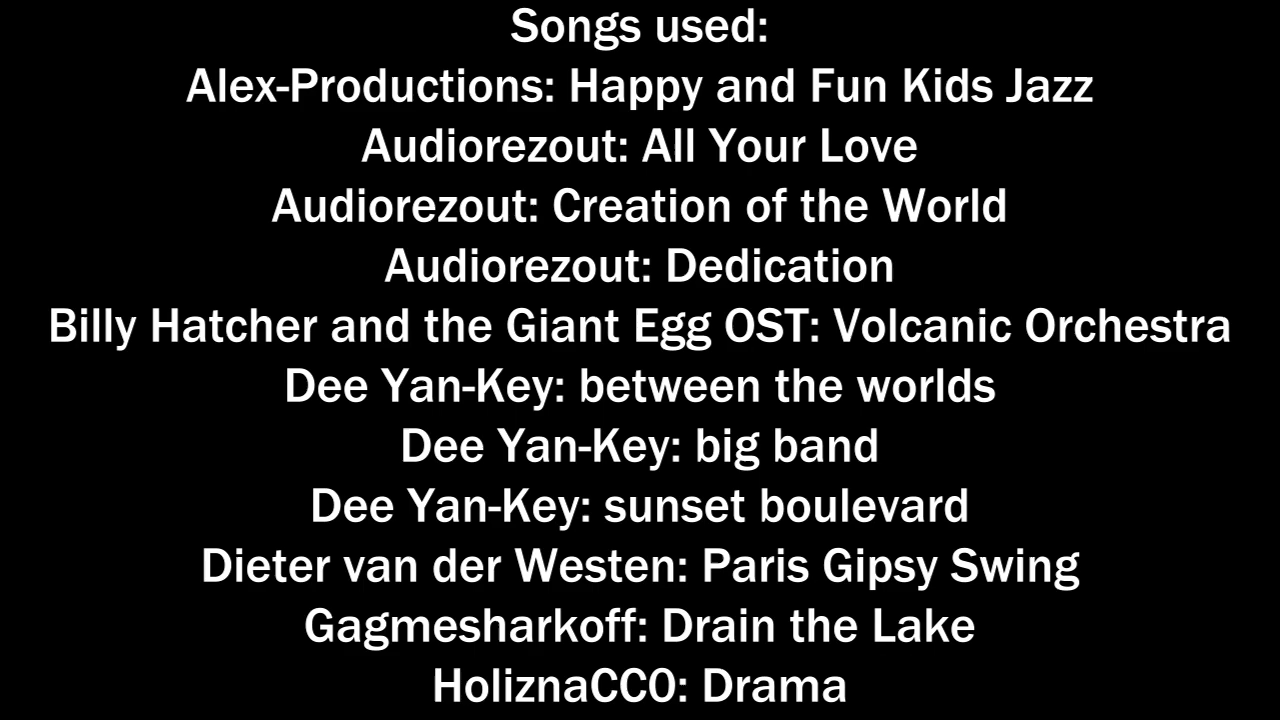 Songs used:
Alex-Productions: Happy and Fun Kids Jazz
Audiorezout: All Your Love
Audiorezout: Creation of the World
Audiorezout: Dedication
Billy Hatcher and the Giant Egg OST: Volcanic Orchestra
Dee Yan-Key: between the worlds
Dee Yan-Key: big band
Dee Yan-Key: sunset boulevard
Dieter van der Westen: Paris Gipsy Swing
Gagmesharkoff: Drain the Lake
HoliznaCC0: Drama